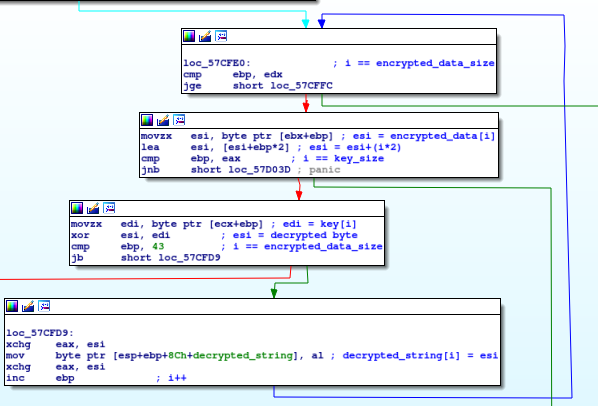 loc_57CFE0: ; i == encrypted_data_size
cmp ebp, edx
jge short loc_57CFFC
movzx esi, byte ptr [ebx+ebp] ; esi = encrypted_data[i]
lea esi, [esi+ebp*2] ; esi = esi+(i*2)
cmp ebp, eax ; i == key_size
jnb short loc_57D03D ; panic
movzx edi, byte ptr [ecx+ebp] ; edi = key[i]
xor esi, edi ; esi = decrypted byte
cmp ebp, 43 ; i == encrypted_data_size
jb short loc_57CFD9
loc_57CFD9:
xchg eax, esi
mov byte ptr [esp+ebp+8Ch+decrypted_string], al ; decrypted_string[i] = esi
xchg eax, esi
inc ebp ; i++